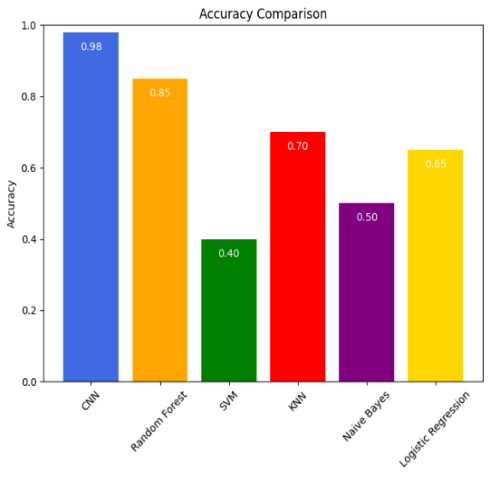 Accuracy Comparison
Accuracy
1.0
0.8
0.6
0.4
0.2
0.0
0.98
0.85
0.40
0.70
0.50
0.65
CNN
Random Forest
SVM
KNN
Naive Bayes
Logistic Regression